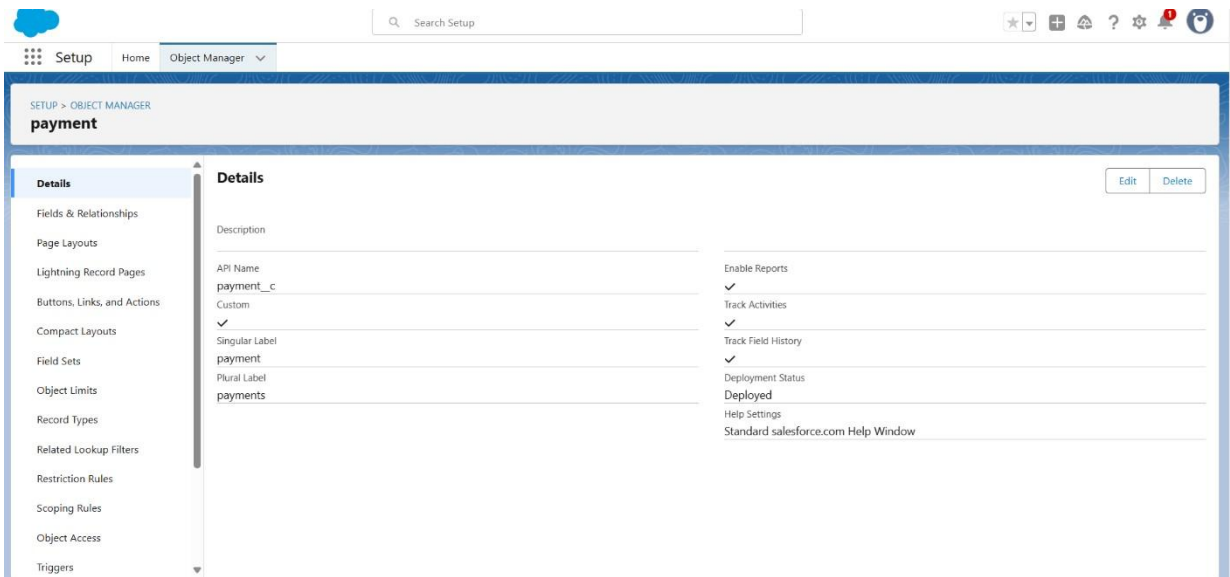 Search Setup
1
Setup
Home
Object Manager
SETUP > OBJECT MANAGER
payment
Details
Fields & Relationships
Page Layouts
Lightning Record Pages
Buttons, Links, and Actions
Compact Layouts
Field Sets
Object Limits
Record Types
Related Lookup Filters
Restriction Rules
Scoping Rules
Object Access
Triggers
Details
Edit
Delete
Description
API Name
payment__c
Custom
Singular Label
payment
Plural Label
payments
Enable Reports
Track Activities
Track Field History
Deployment Status
Deployed
Help Settings
Standard salesforce.com Help Window